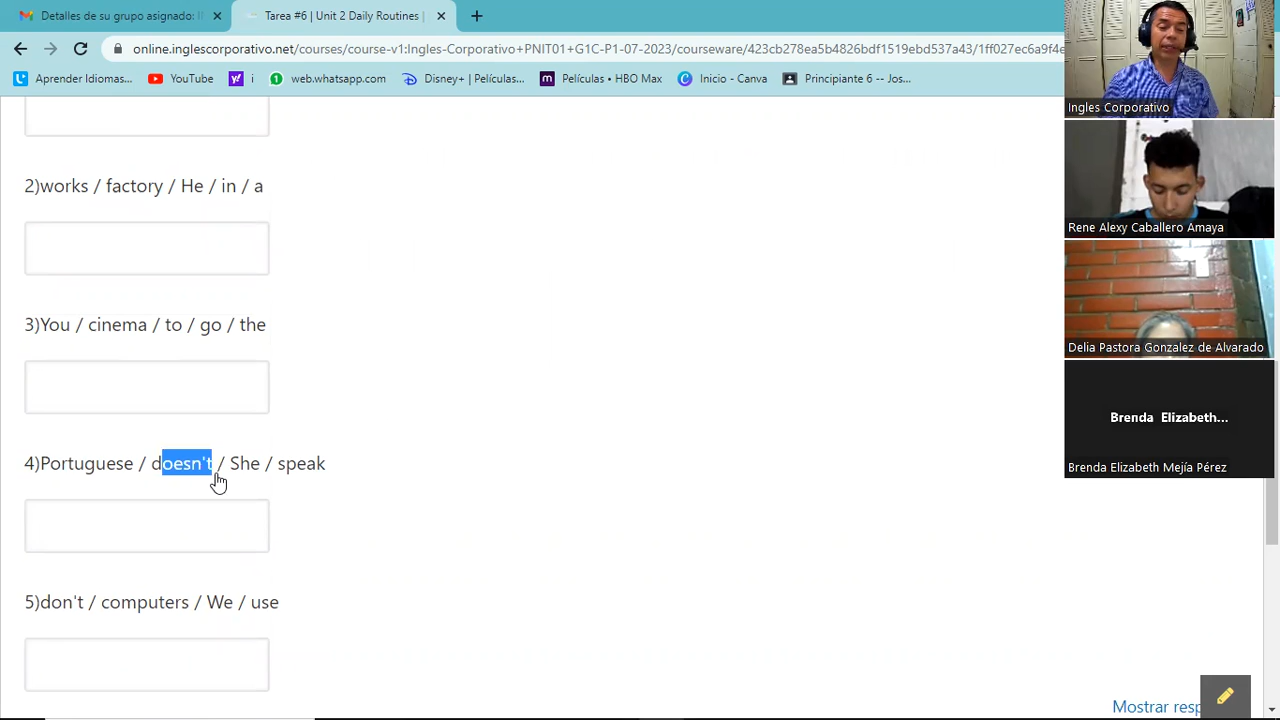 Detalles de su grupo asignado: I
Tarea #6 | Unit 2 Daily Routines
online.inglescorporativo.net/courses/course-v1:Ingles-Corporativo+PNIT01+G1C-P1-07-2023/courseware/
Aprender Idiomas...
YouTube
i
web.whatsapp.com
Disney+ | Películas...
Películas • HBO Max
Inicio - Canva
Principiante 6 -- Jos...
Ingles Corporativo
2)works / factory / He / in / a
Rene Alexy Caballero Amaya
3)You / cinema / to / go / the
Delia Pastora Gonzalez de Alvarado
Brenda Elizabeth...
4)Portuguese / doesn't / She / speak
Brenda Elizabeth Mejía Pérez
5)don't / computers / We / use
Mostrar resp